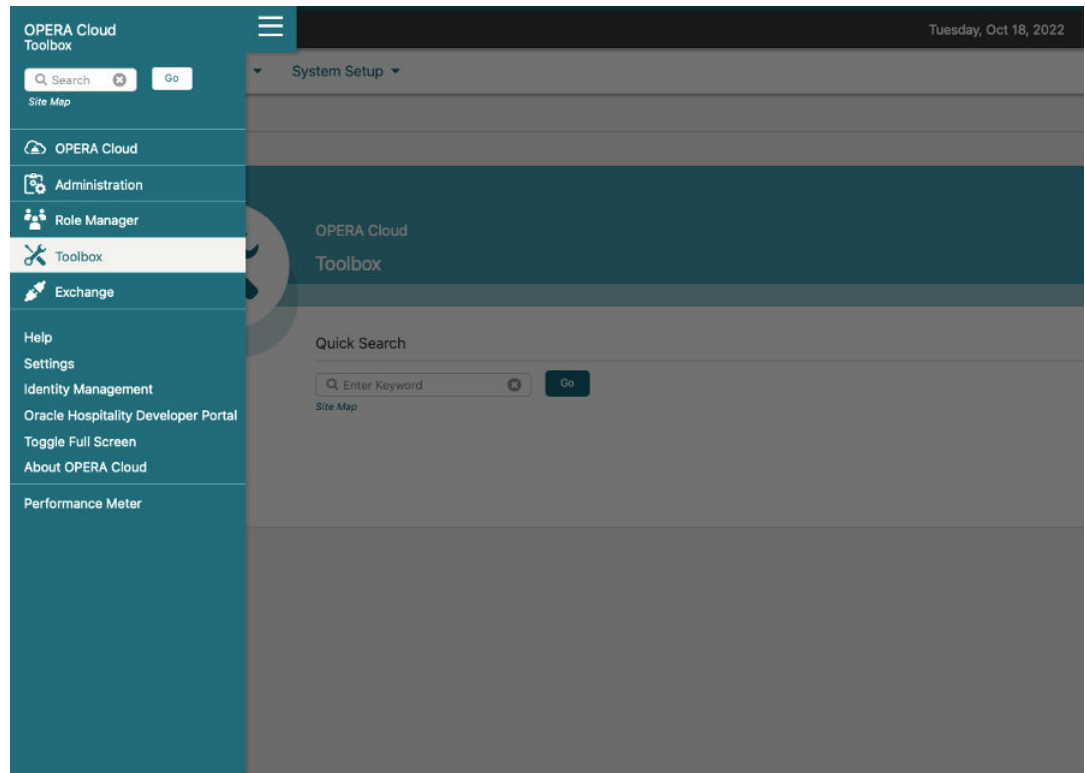 OPERA Cloud
Toolbox
Search
Go
Site Map
OPERA Cloud
Administration
Role Manager
Toolbox
Exchange
Help
Settings
Identity Management
Oracle Hospitality Developer Portal
Toggle Full Screen
About OPERA Cloud
Performance Meter
Tuesday, Oct 18, 2022
System Setup
OPERA Cloud
Toolbox
Quick Search
Enter Keyword
Go
Site Map